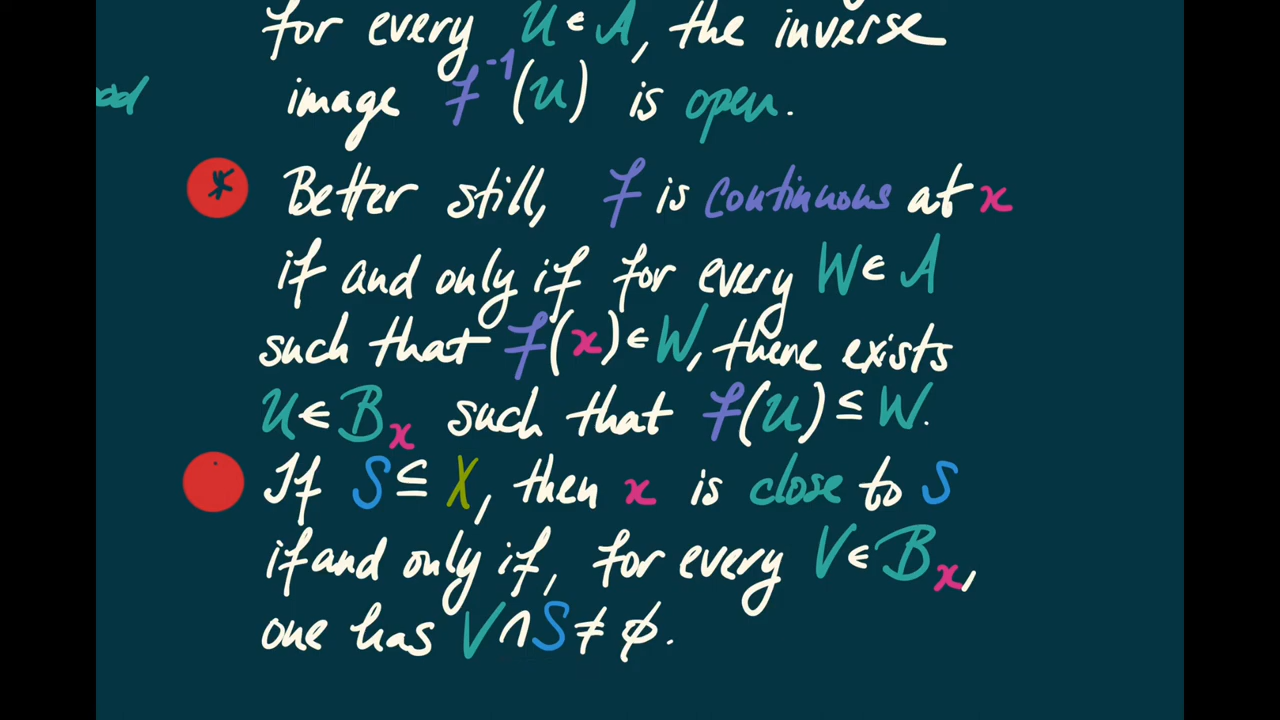 for every U ∈ A, the inverse
image f⁻¹(U) is open.
* Better still, f is continuous at x
if and only if for every W ∈ A
such that f(x) ∈ W, there exists
U ∈ Bₓ such that f(U) ⊆ W.
If S ⊆ X, then x is close to S
if and only if, for every V ∈ Bₓ,
one has V ∩ S ≠ ∅.